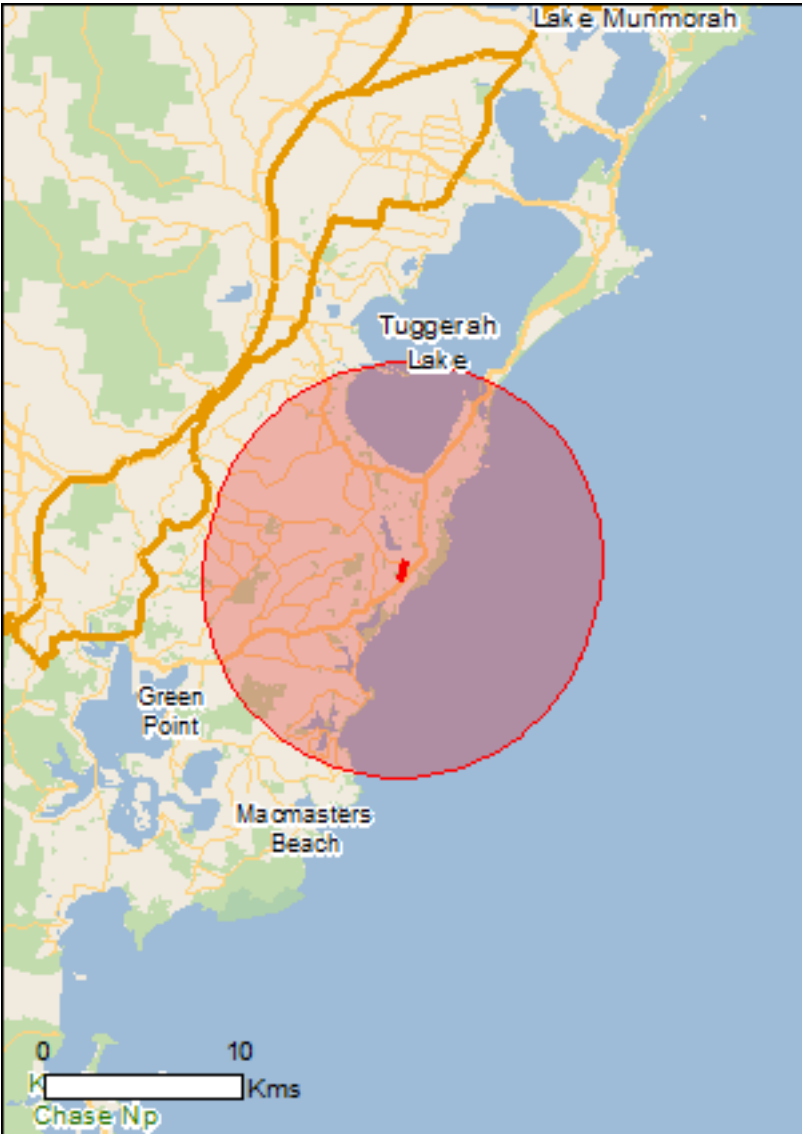 Lake Munmorah
Tuggerah
Lake
Green
Point
Macmasters
Beach
0 10
K
Kms
Chase Np